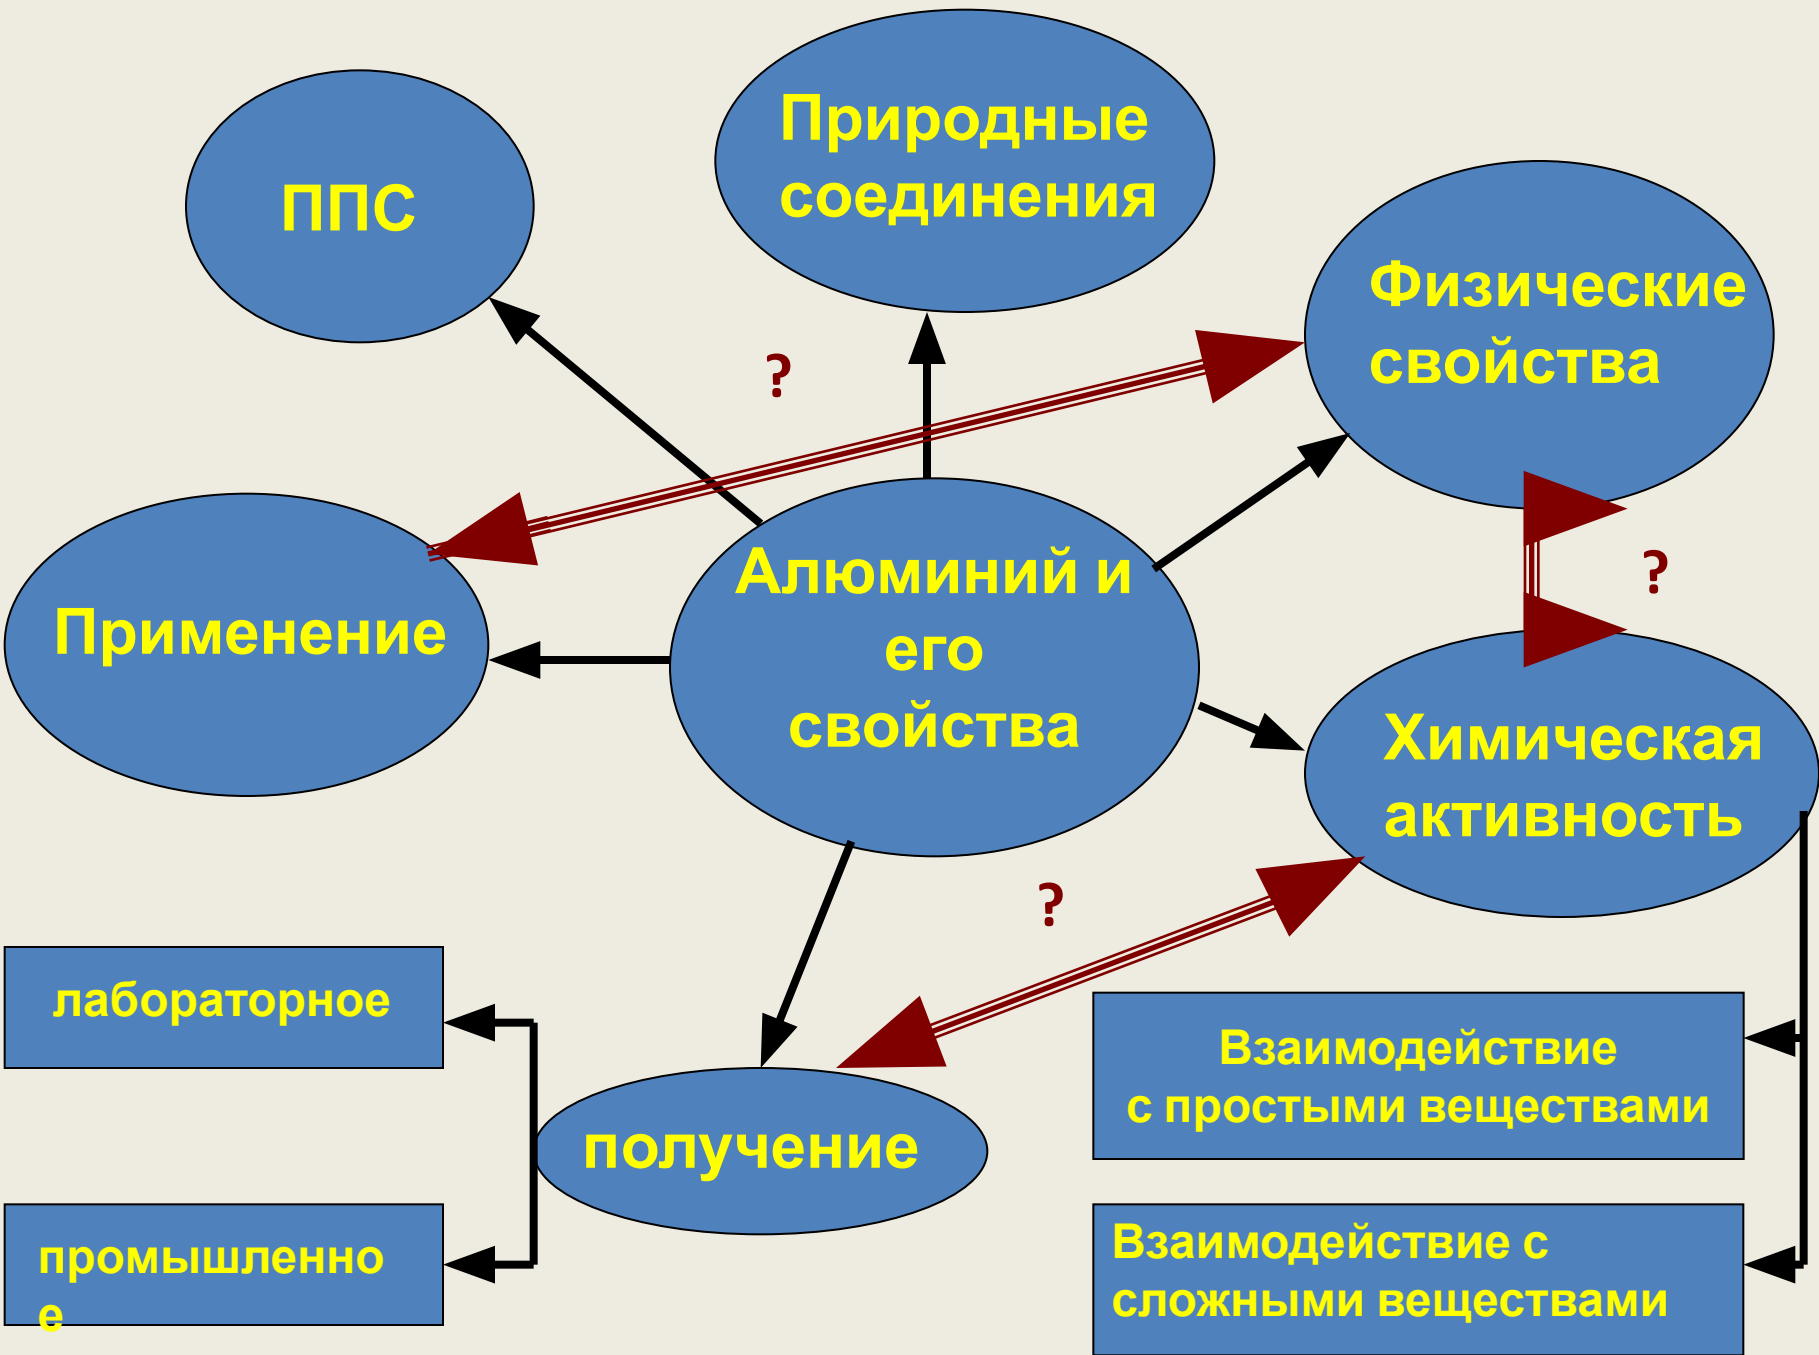 ППС
Природные
соединения
Физические
свойства
?
Применение
Алюминий и
его
свойства
?
Химическая
активность
?
лабораторное
получение
промышленно
е
Взаимодействие
с простыми веществами
Взаимодействие с
сложными веществами